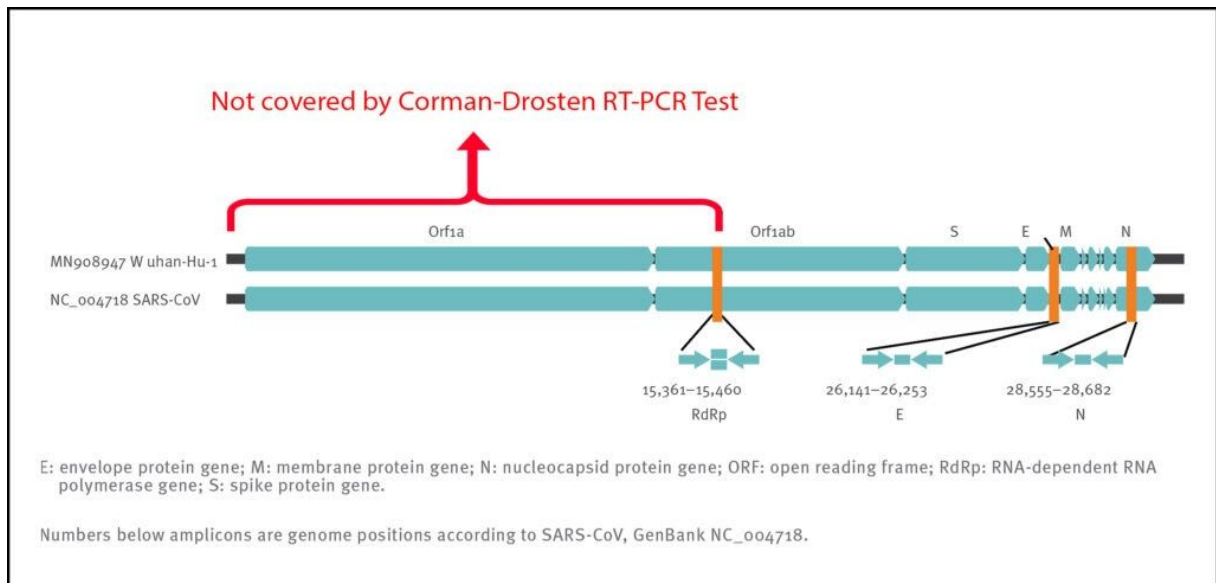 Not covered by Corman-Drosten RT-PCR Test
Orf1a Orf1ab S E M N
MN908947 W uhan-Hu-1
NC_004718 SARS-CoV
15,361–15,460 26,141–26,253 28,555–28,682
RdRp E N
E: envelope protein gene; M: membrane protein gene; N: nucleocapsid protein gene; ORF: open reading frame; RdRp: RNA-dependent RNA
polymerase gene; S: spike protein gene.
Numbers below amplicons are genome positions according to SARS-CoV, GenBank NC_004718.